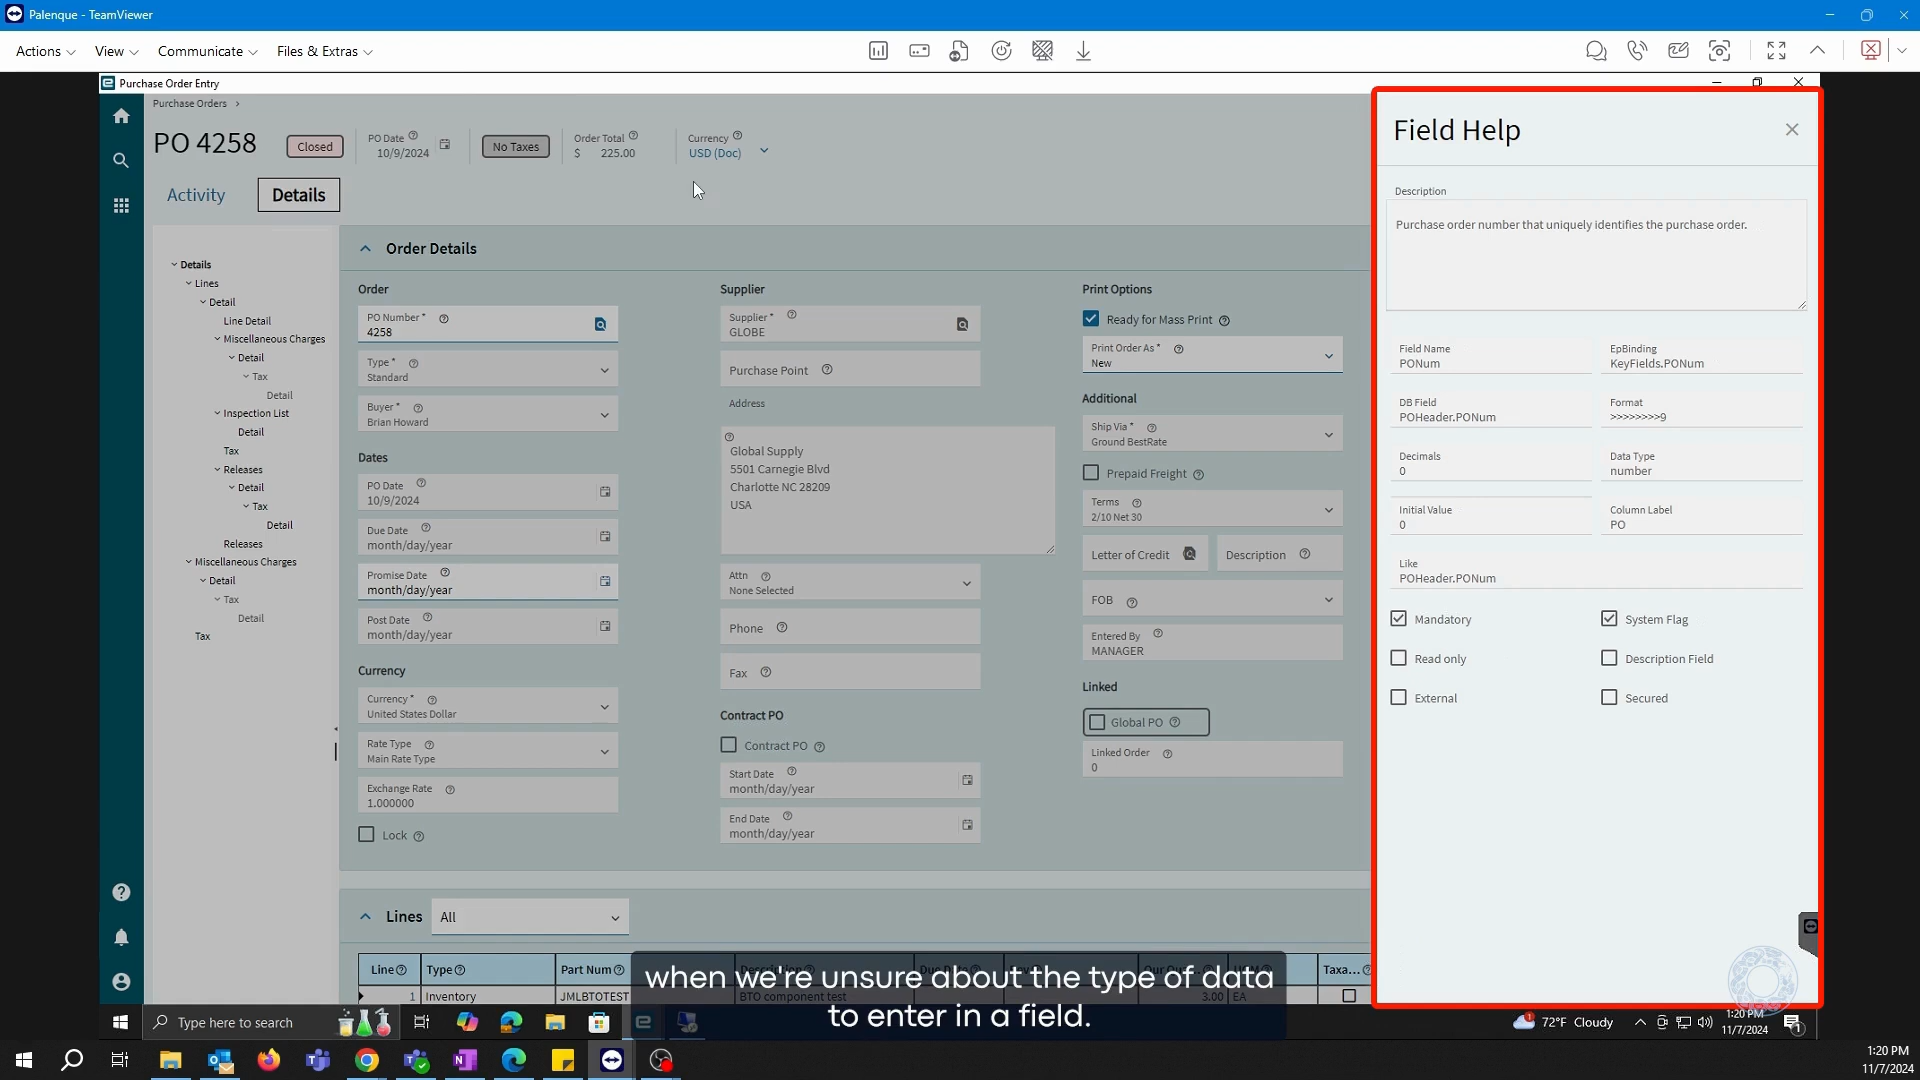 Palenque - TeamViewer
Actions View Communicate Files & Extras
Purchase Order Entry
Purchase Orders >
PO 4258
Closed
PO Date
10/9/2024
No Taxes
Order Total
$ 225.00
Currency
USD (Doc)
Activity
Details
Details
Lines
Detail
Line Detail
Miscellaneous Charges
Detail
Tax
Detail
Inspection List
Detail
Tax
Releases
Detail
Tax
Detail
Releases
Miscellaneous Charges
Detail
Tax
Detail
Tax
Order Details
Order
PO Number *
4258
Type *
Standard
Buyer *
Brian Howard
Dates
PO Date
10/9/2024
Due Date
month/day/year
Promise Date
month/day/year
Post Date
month/day/year
Currency
Currency *
United States Dollar
Rate Type
Main Rate Type
Exchange Rate
1.000000
Lock
Supplier
Supplier *
GLOBE
Purchase Point
Address
Global Supply
5501 Carnegie Blvd
Charlotte NC 28209
USA
Attn
None Selected
Phone
Fax
Contract PO
Contract PO
Start Date
month/day/year
End Date
month/day/year
Print Options
Ready for Mass Print
Print Order As *
New
Additional
Ship Via *
Ground BestRate
Prepaid Freight
Terms
2/10 Net 30
Letter of Credit
Description
FOB
Entered By
MANAGER
Linked
Global PO
Linked Order
0
Lines
All
Line Type Part Num Description Taxa...
1 Inventory JMLBTOTEST BTO component test 3.00 EA
Field Help
Description
Purchase order number that uniquely identifies the purchase order.
Field Name
PONum
EpBinding
KeyFields.PONum
DB Field
POHeader.PONum
Format
>>>>>>>>9
Decimals
0
Data Type
number
Initial Value
0
Column Label
PO
Like
POHeader.PONum
Mandatory
System Flag
Read only
Description Field
External
Secured
when we're unsure about the type of data
to enter in a field.
Type here to search
72°F Cloudy
1:20 PM
11/7/2024
1
1:20 PM
11/7/2024